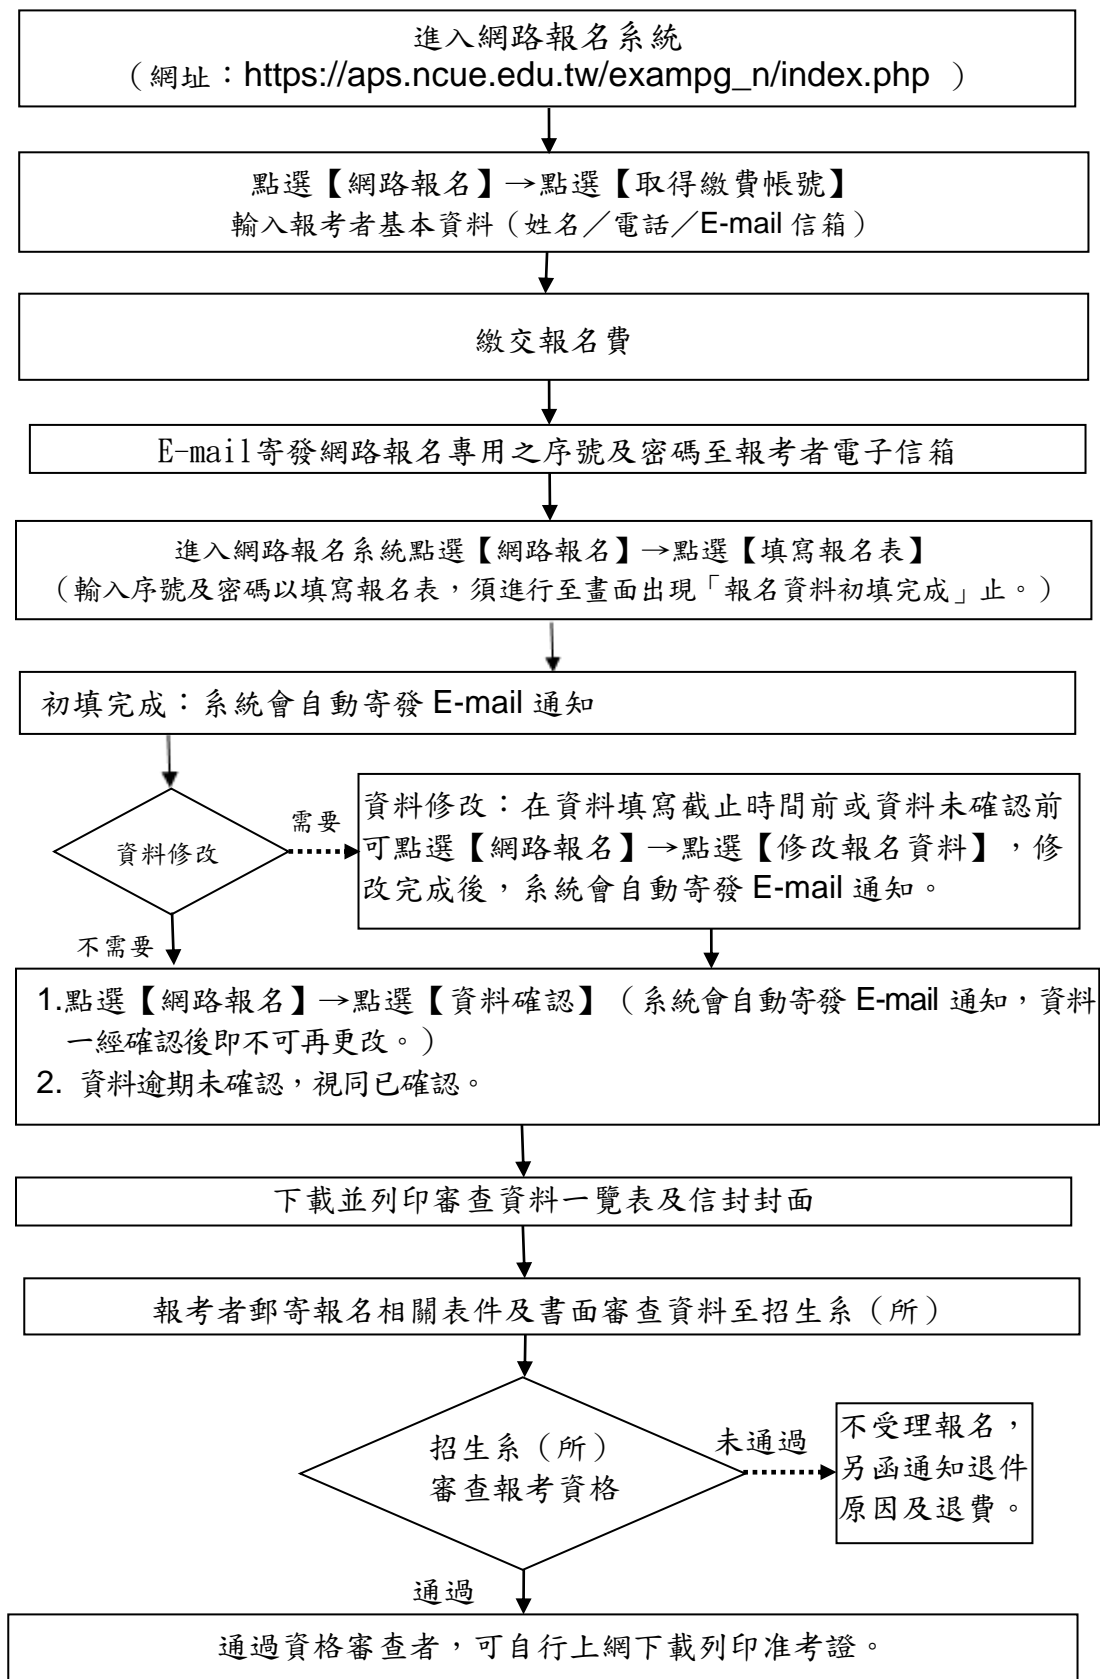 進入網路報名系統
（網址：https://aps.ncue.edu.tw/exampg_n/index.php ）
點選【網路報名】→點選【取得繳費帳號】
輸入報考者基本資料（姓名／電話／E-mail 信箱）
繳交報名費
E-mail寄發網路報名專用之序號及密碼至報考者電子信箱
進入網路報名系統點選【網路報名】→點選【填寫報名表】
（輸入序號及密碼以填寫報名表，須進行至畫面出現「報名資料初填完成」止。）
初填完成：系統會自動寄發 E-mail 通知
資料修改
需要
資料修改：在資料填寫截止時間前或資料未確認前
可點選【網路報名】→點選【修改報名資料】，修
改完成後，系統會自動寄發 E-mail 通知。
不需要
1.點選【網路報名】→點選【資料確認】（系統會自動寄發 E-mail 通知，資料
一經確認後即不可再更改。）
2. 資料逾期未確認，視同已確認。
下載並列印審查資料一覽表及信封封面
報考者郵寄報名相關表件及書面審查資料至招生系（所）
招生系（所）
審查報考資格
未通過
不受理報名，
另函通知退件
原因及退費。
通過
通過資格審查者，可自行上網下載列印准考證。